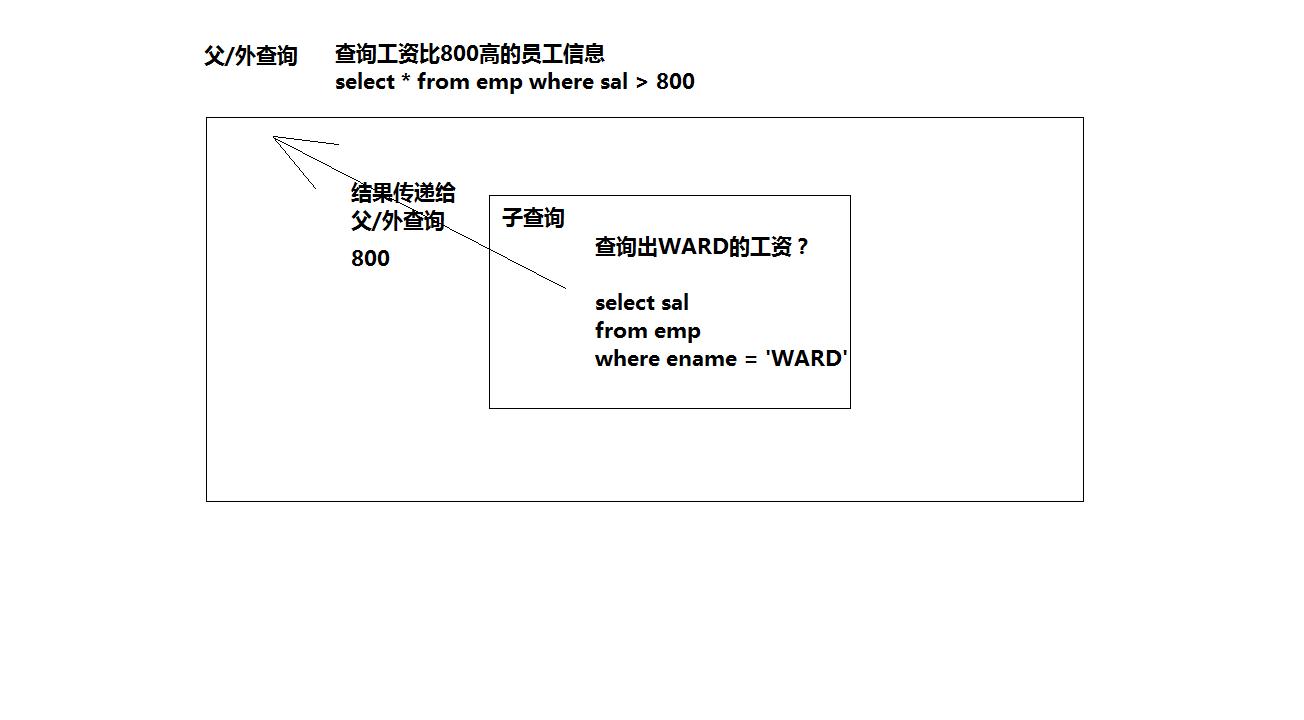 父/外查询
查询工资比800高的员工信息
select * from emp where sal > 800
结果传递给
父/外查询
800
子查询
查询出WARD的工资？
select sal
from emp
where ename = 'WARD'